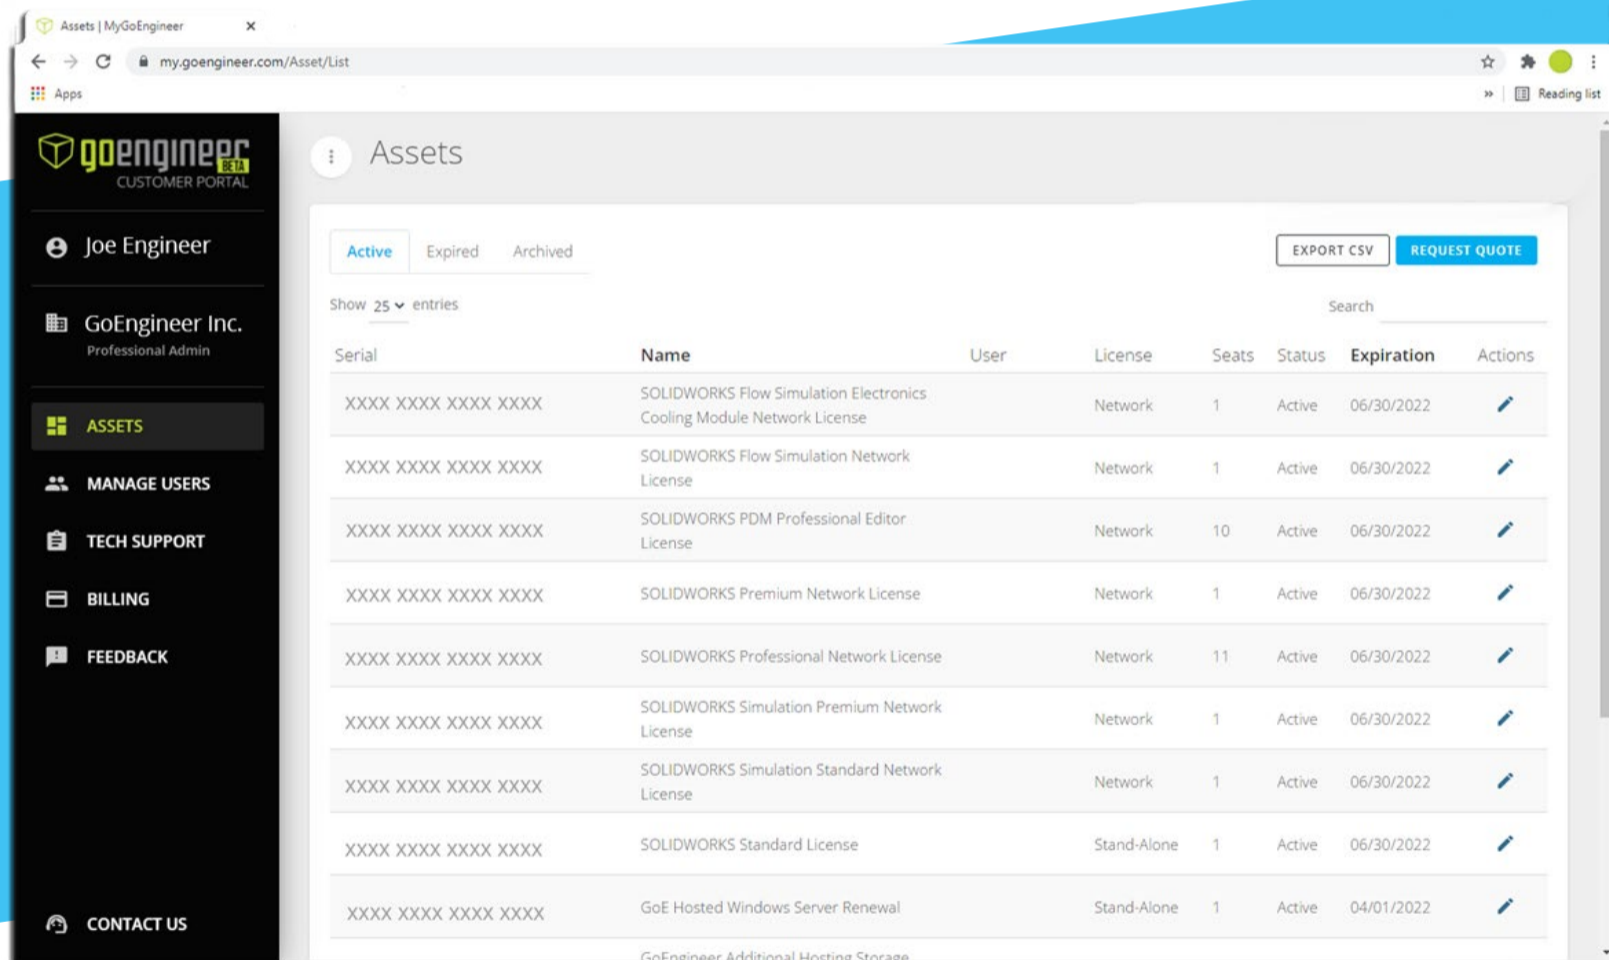 Assets | MyGoEngineer
my.goengineer.com/Asset/List
Apps
Reading list
goengineer
BETA
CUSTOMER PORTAL
Joe Engineer
GoEngineer Inc.
Professional Admin
ASSETS
MANAGE USERS
TECH SUPPORT
BILLING
FEEDBACK
CONTACT US
Assets
Active Expired Archived
EXPORT CSV REQUEST QUOTE
Show 25 entries
Search
Serial Name User License Seats Status Expiration Actions
XXXX XXXX XXXX XXXX SOLIDWORKS Flow Simulation Electronics
Cooling Module Network License Network 1 Active 06/30/2022
XXXX XXXX XXXX XXXX SOLIDWORKS Flow Simulation Network
License Network 1 Active 06/30/2022
XXXX XXXX XXXX XXXX SOLIDWORKS PDM Professional Editor
License Network 10 Active 06/30/2022
XXXX XXXX XXXX XXXX SOLIDWORKS Premium Network License Network 1 Active 06/30/2022
XXXX XXXX XXXX XXXX SOLIDWORKS Professional Network License Network 11 Active 06/30/2022
XXXX XXXX XXXX XXXX SOLIDWORKS Simulation Premium Network
License Network 1 Active 06/30/2022
XXXX XXXX XXXX XXXX SOLIDWORKS Simulation Standard Network
License Network 1 Active 06/30/2022
XXXX XXXX XXXX XXXX SOLIDWORKS Standard License Stand-Alone 1 Active 06/30/2022
XXXX XXXX XXXX XXXX GoE Hosted Windows Server Renewal Stand-Alone 1 Active 04/01/2022
GoEngineer Additional Hosting Storage